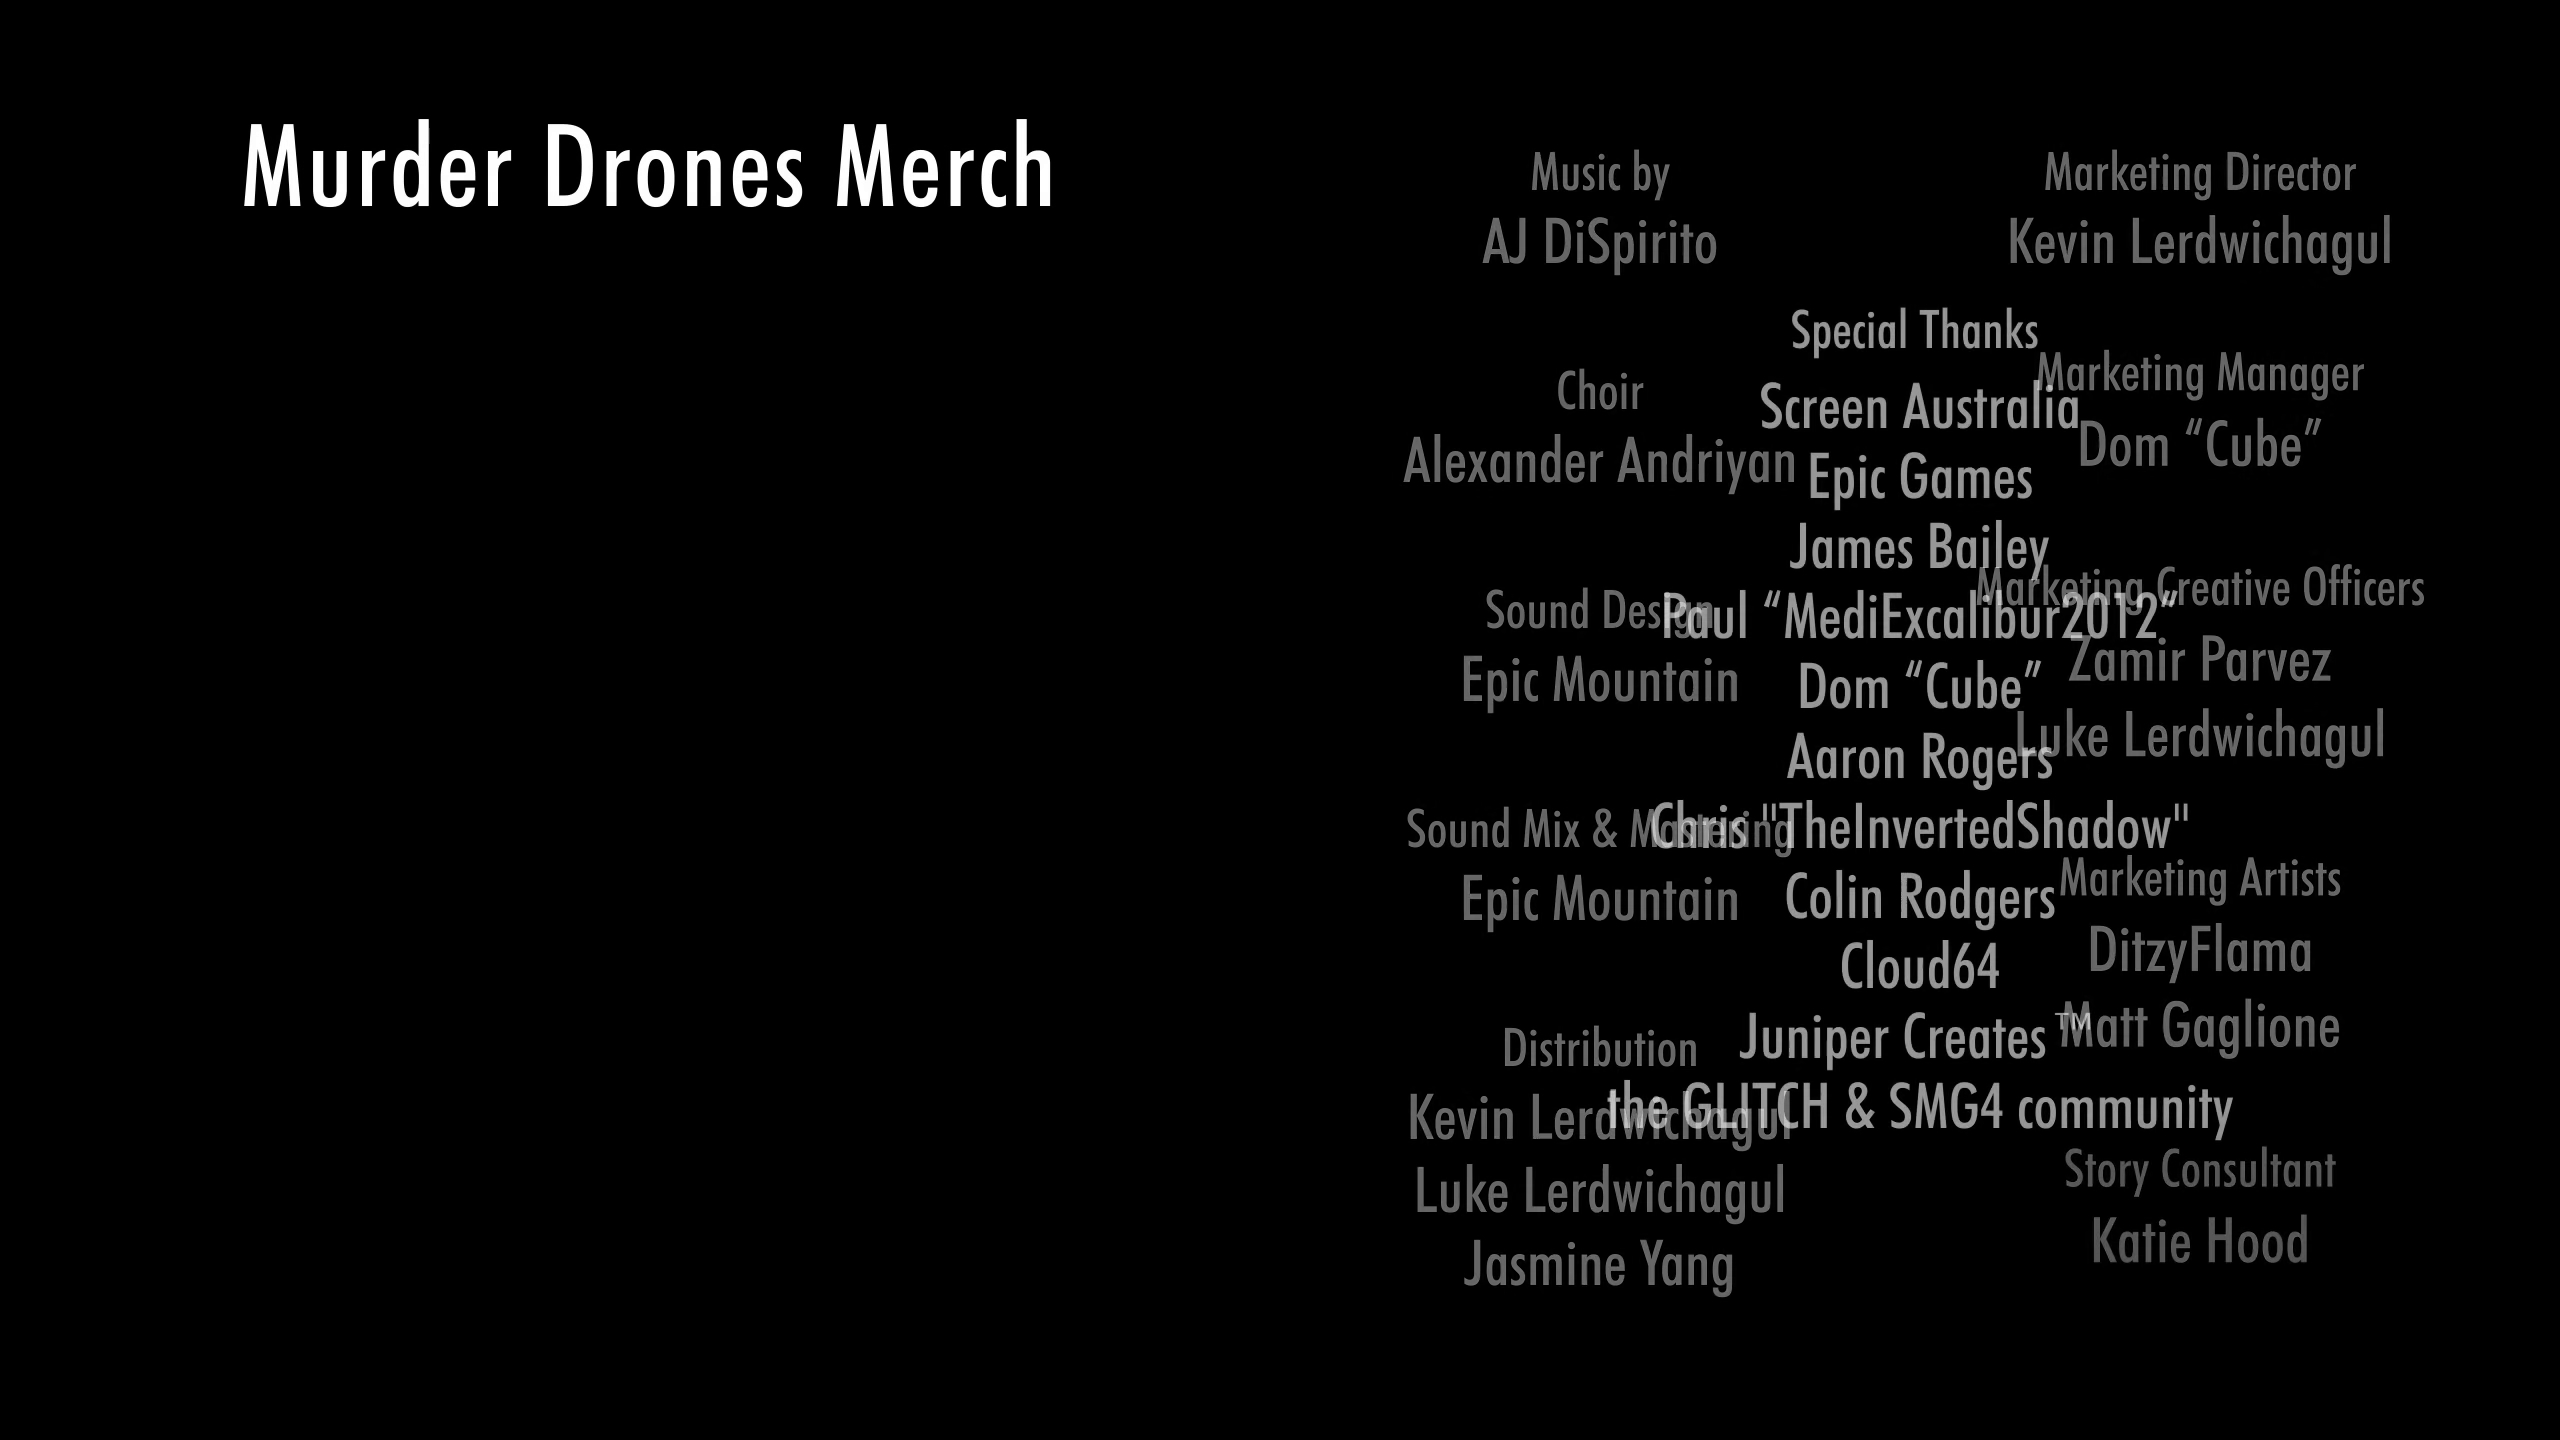 Murder Drones Merch
Music by
AJ DiSpirito
Choir
Alexander Andriyan
Sound Design
Epic Mountain
Sound Mix & Mastering
Epic Mountain
Distribution
Kevin Lerdwichagul
Luke Lerdwichagul
Jasmine Yang
Special Thanks
Screen Australia
Epic Games
James Bailey
Paul “MediExcalibur2012”
Dom “Cube”
Aaron Rogers
Chris "TheInvertedShadow"
Colin Rodgers
Cloud64
Juniper Creates™
the GLITCH & SMG4 community
Marketing Director
Kevin Lerdwichagul
Marketing Manager
Dom “Cube”
Marketing Creative Officers
Zamir Parvez
Luke Lerdwichagul
Marketing Artists
DitzyFlama
Matt Gaglione
Story Consultant
Katie Hood